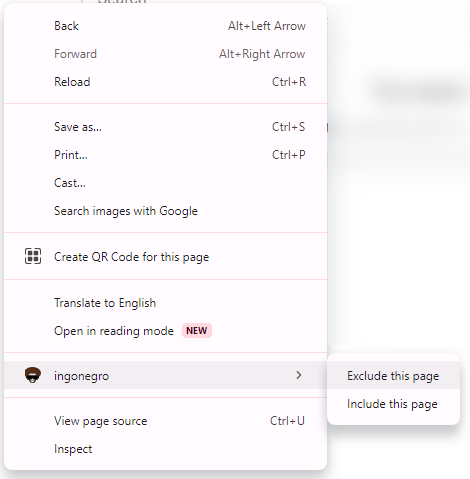 Search
Back Alt+Left Arrow
Forward Alt+Right Arrow
Reload Ctrl+R
Save as... Ctrl+S
Print... Ctrl+P
Cast...
Search images with Google
Create QR Code for this page
Translate to English
Open in reading mode NEW
ingonegro
Exclude this page
Include this page
View page source Ctrl+U
Inspect